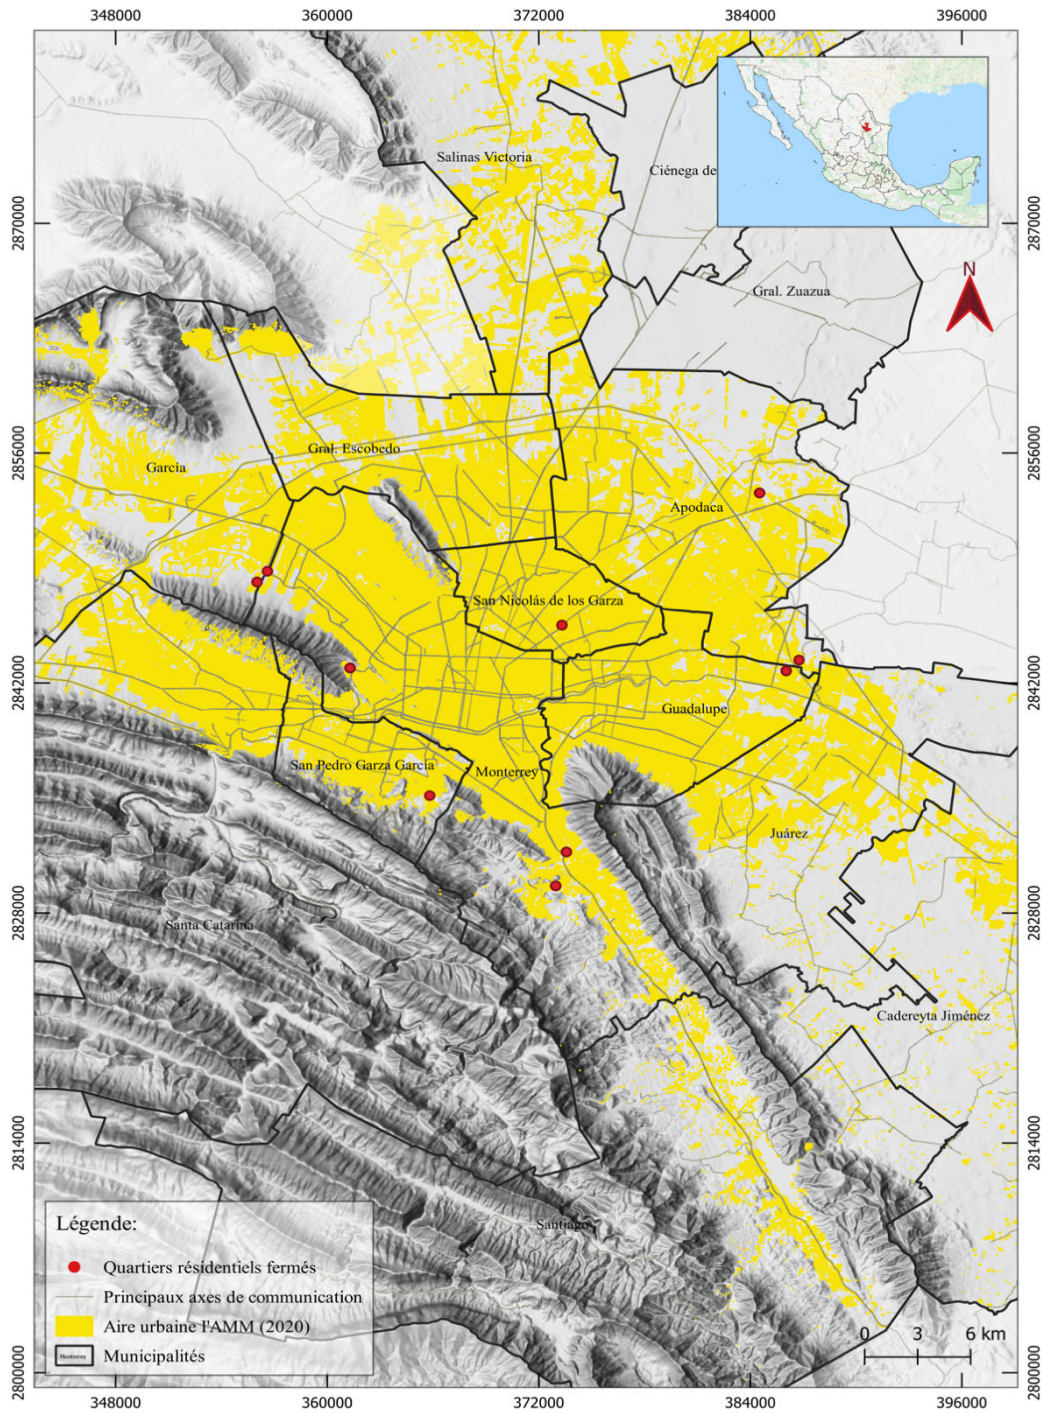 348000 360000 372000 384000 396000
Salinas Victoria
Ciénega de
2870000 2870000
N
Gral. Zuazua
Gral. Escobedo
2856000 2856000
García
Apodaca
San Nicolás de los Garza
2842000 2842000
Guadalupe
San Pedro Garza García
Monterrey
Juárez
2828000 2828000
Santa Catarina
Cadereyta Jiménez
2814000 2814000
Santiago
Légende:
Quartiers résidentiels fermés
Principaux axes de communication
Aire urbaine l'AMM (2020)
Monterrey Municipalités
0 3 6 km
2800000 2800000
348000 360000 372000 384000 396000